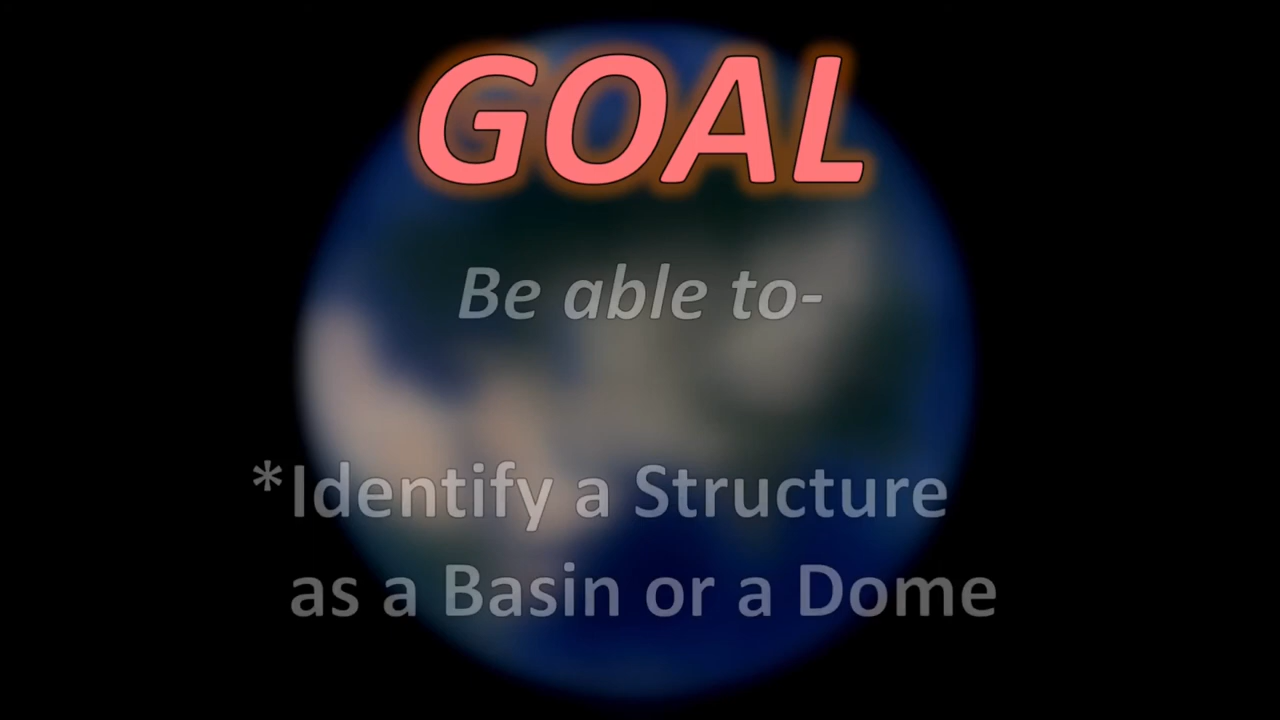 GOAL
Be able to-
*Identify a Structure
as a Basin or a Dome